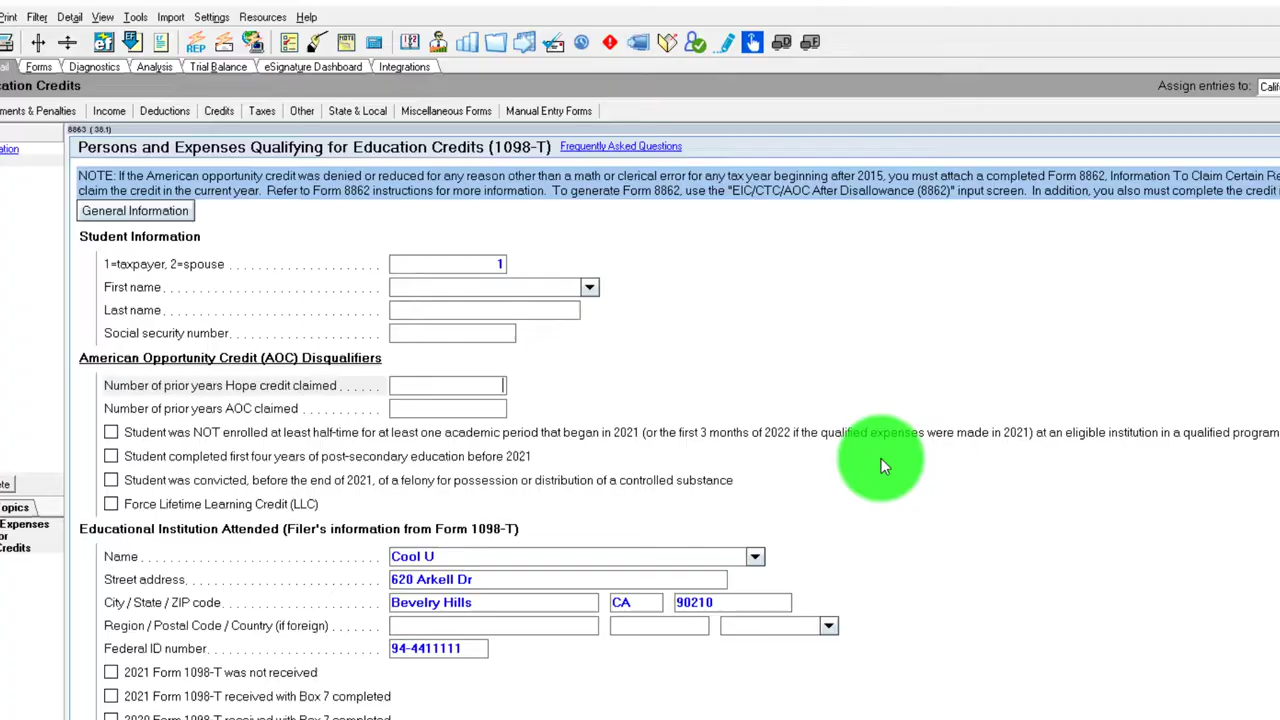 Print Filter Detail View Tools Import Settings Resources Help
Forms Diagnostics Analysis Trial Balance eSignature Dashboard Integrations
cation Credits Assign entries to: Calif
ments & Penalties Income Deductions Credits Taxes Other State & Local Miscellaneous Forms Manual Entry Forms
8863 (38.1)
ation
Persons and Expenses Qualifying for Education Credits (1098-T) Frequently Asked Questions
NOTE: If the American opportunity credit was denied or reduced for any reason other than a math or clerical error for any tax year beginning after 2015, you must attach a completed Form 8862, Information To Claim Certain Re
claim the credit in the current year. Refer to Form 8862 instructions for more information. To generate Form 8862, use the "EIC/CTC/AOC After Disallowance (8862)" input screen. In addition, you also must complete the credit i
General Information
Student Information
1=taxpayer, 2=spouse 1
First name
Last name
Social security number
American Opportunity Credit (AOC) Disqualifiers
Number of prior years Hope credit claimed
Number of prior years AOC claimed
Student was NOT enrolled at least half-time for at least one academic period that began in 2021 (or the first 3 months of 2022 if the qualified expenses were made in 2021) at an eligible institution in a qualified program
Student completed first four years of post-secondary education before 2021
Student was convicted, before the end of 2021, of a felony for possession or distribution of a controlled substance
ete
Force Lifetime Learning Credit (LLC)
opics
Expenses
or
Credits
Educational Institution Attended (Filer's information from Form 1098-T)
Name Cool U
Street address 620 Arkell Dr
City / State / ZIP code Bevelry Hills CA 90210
Region / Postal Code / Country (if foreign)
Federal ID number 94-4411111
2021 Form 1098-T was not received
2021 Form 1098-T received with Box 7 completed